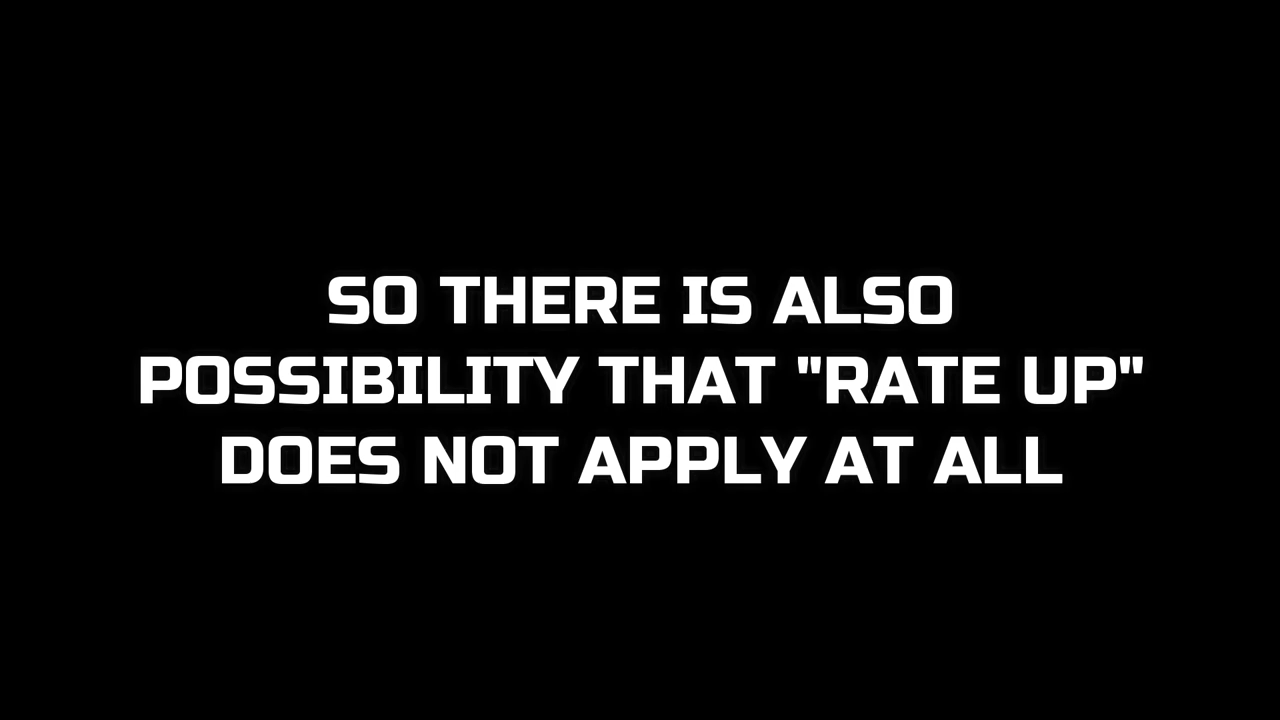 SO THERE IS ALSO
POSSIBILITY THAT "RATE UP"
DOES NOT APPLY AT ALL